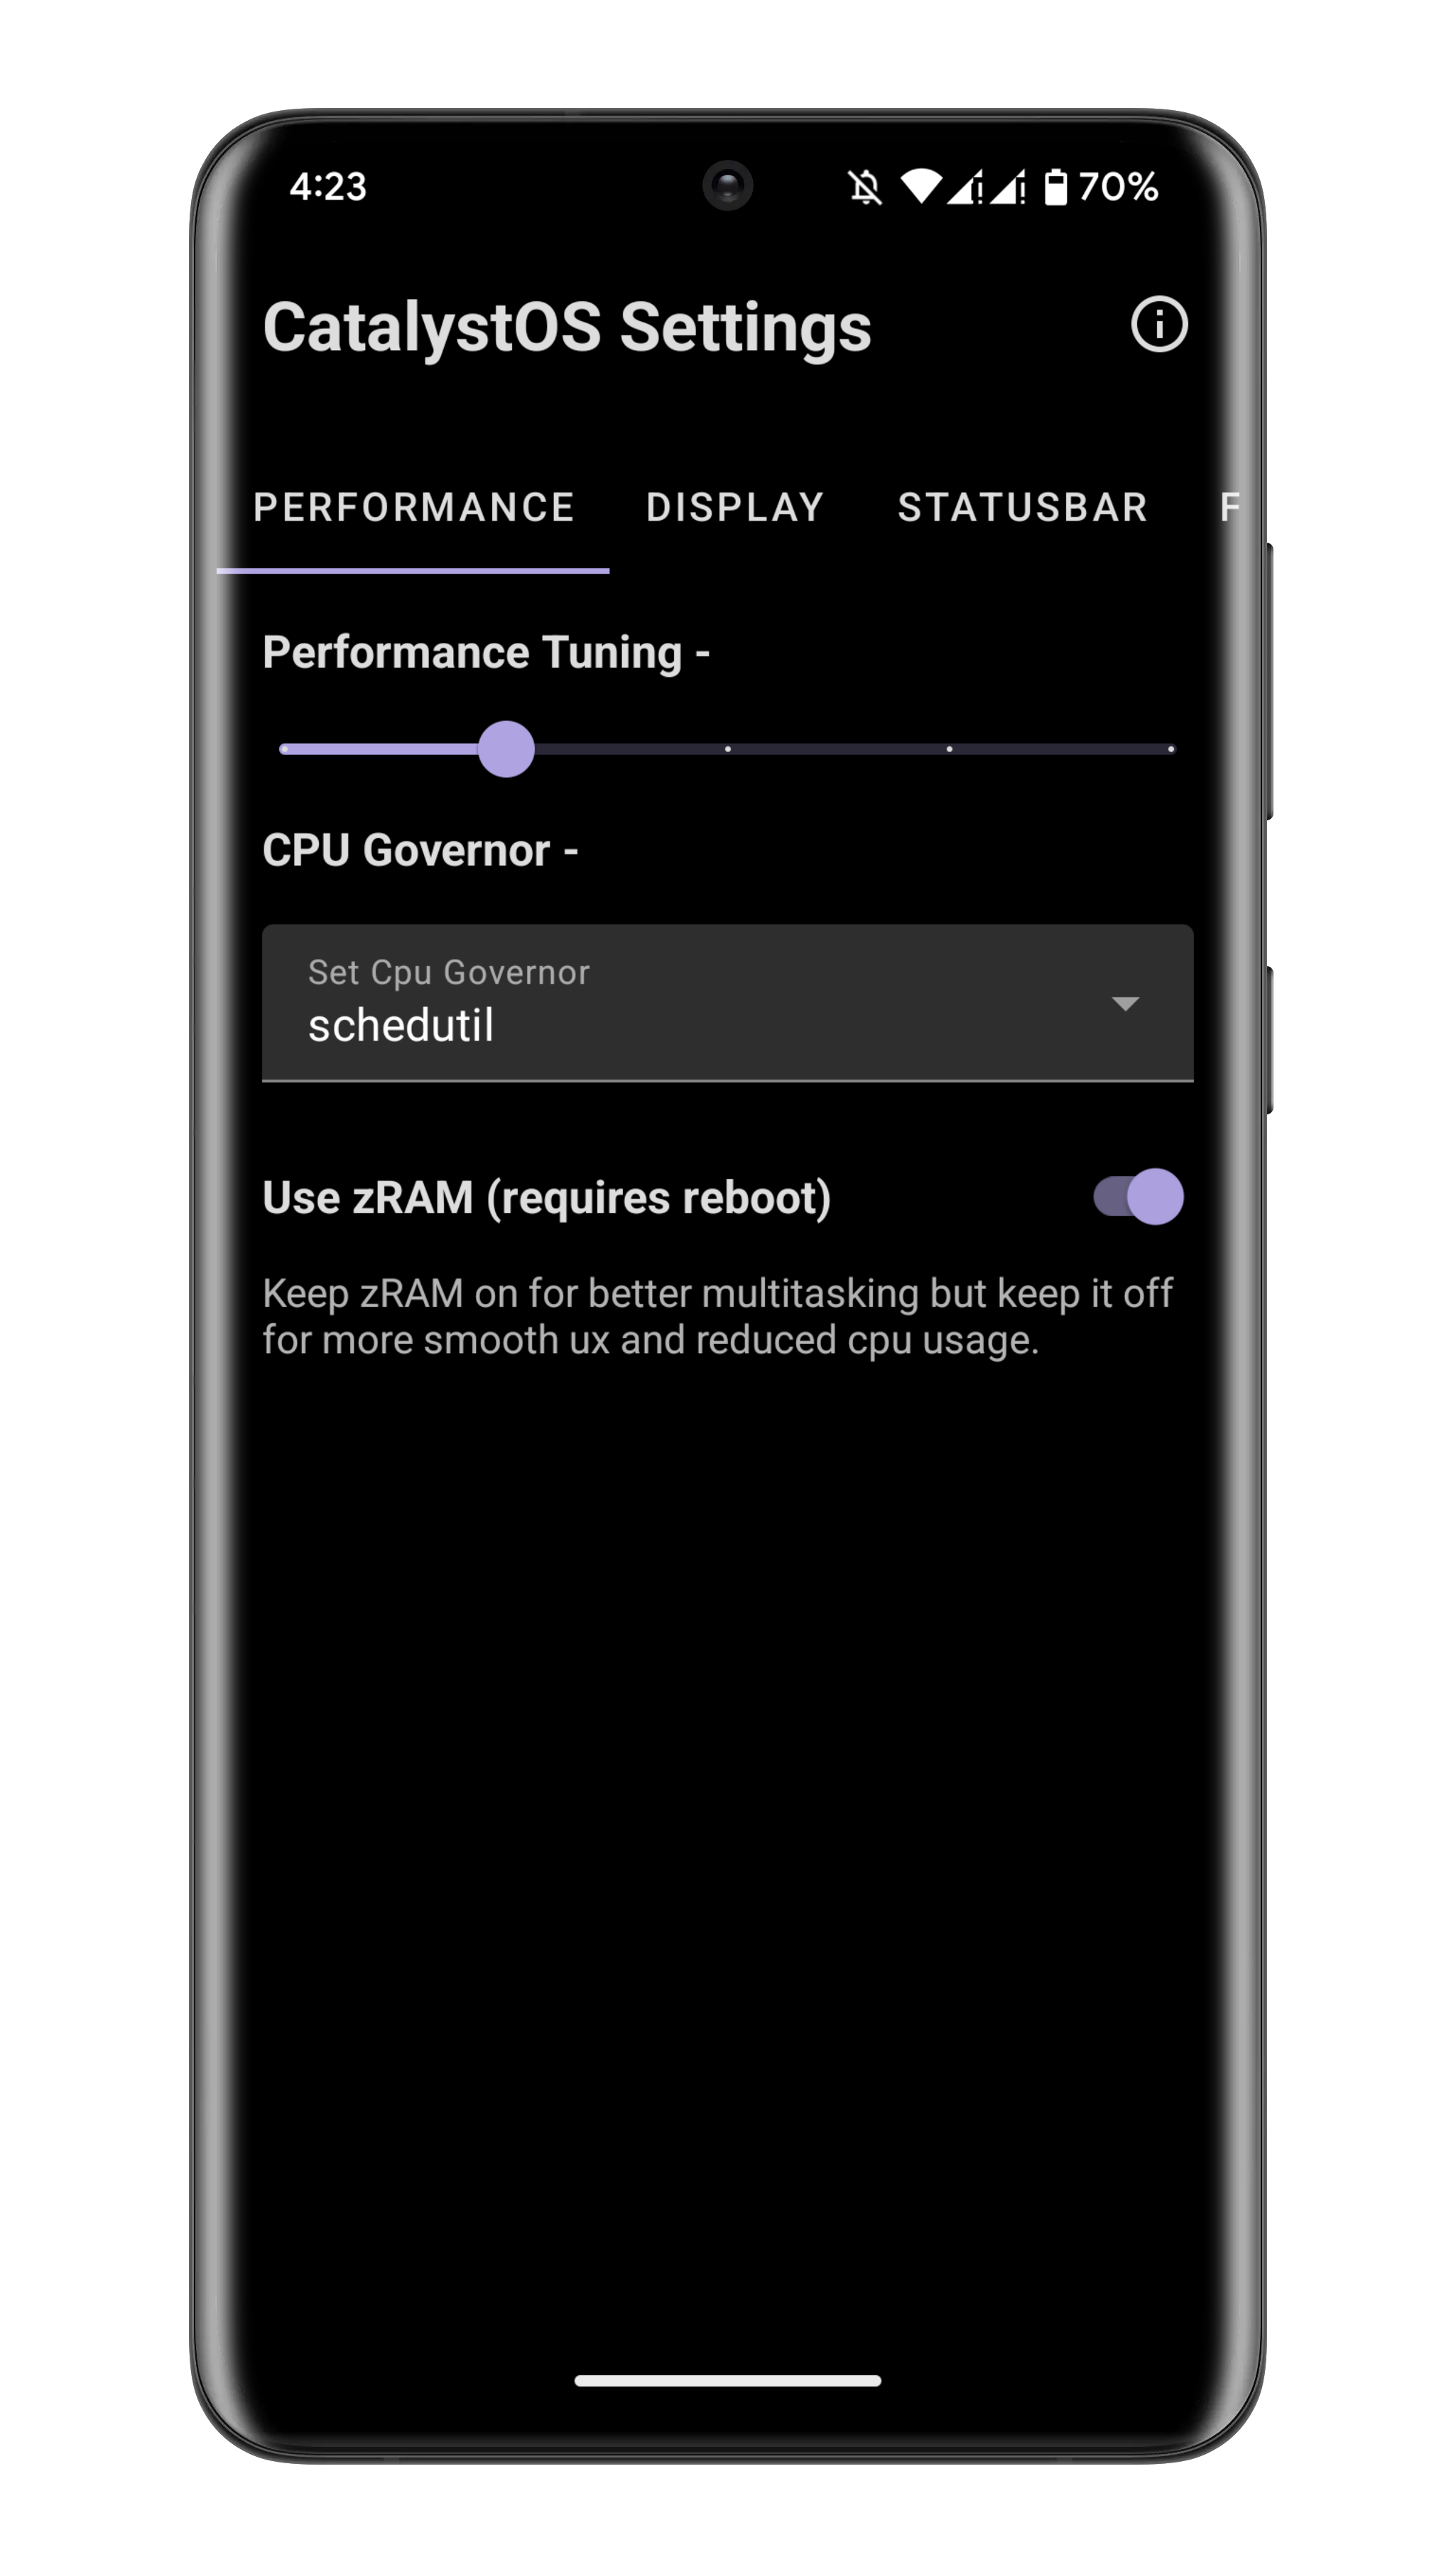 4:23 70%
CatalystOS Settings
PERFORMANCE DISPLAY STATUSBAR F
Performance Tuning -
CPU Governor -
Set Cpu Governor
schedutil
Use zRAM (requires reboot)
Keep zRAM on for better multitasking but keep it off
for more smooth ux and reduced cpu usage.